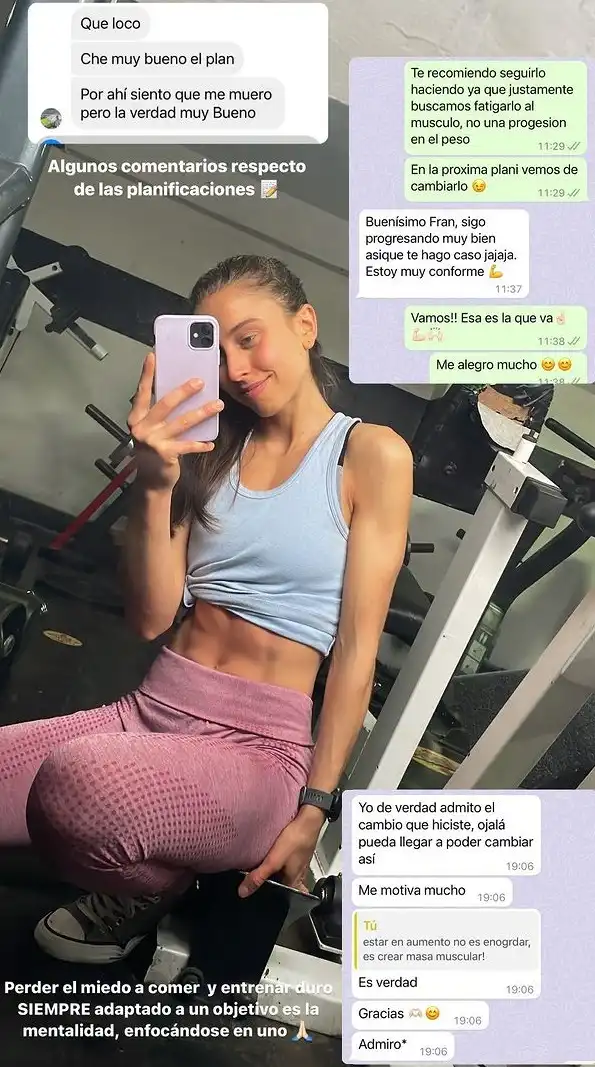 Que loco
Che muy bueno el plan
Por ahí siento que me muero
pero la verdad muy Bueno
Algunos comentarios respecto
de las planificaciones 📝
Te recomiendo seguirlo
haciendo ya que justamente
buscamos fatigarlo al
musculo, no una progesion
en el peso
11:29
En la proxima plani vemos de
cambiarlo 😉
11:29
Buenísimo Fran, sigo
progresando muy bien
asique te hago caso jajaja.
Estoy muy conforme 💪
11:37
Vamos!! Esa es la que va ☝🏻
💪🏻🙌🏻
11:38
Me alegro mucho 😊😊
11:38
Yo de verdad admito el
cambio que hiciste, ojalá
pueda llegar a poder cambiar
así
19:06
Me motiva mucho
19:06
Tú
estar en aumento no es enogrdar,
es crear masa muscular!
Es verdad
19:06
Gracias 🫶🏻 😊
19:06
Admiro*
19:06
Perder el miedo a comer y entrenar duro
SIEMPRE adaptado a un objetivo es la
mentalidad, enfocándose en uno 🙏🏻